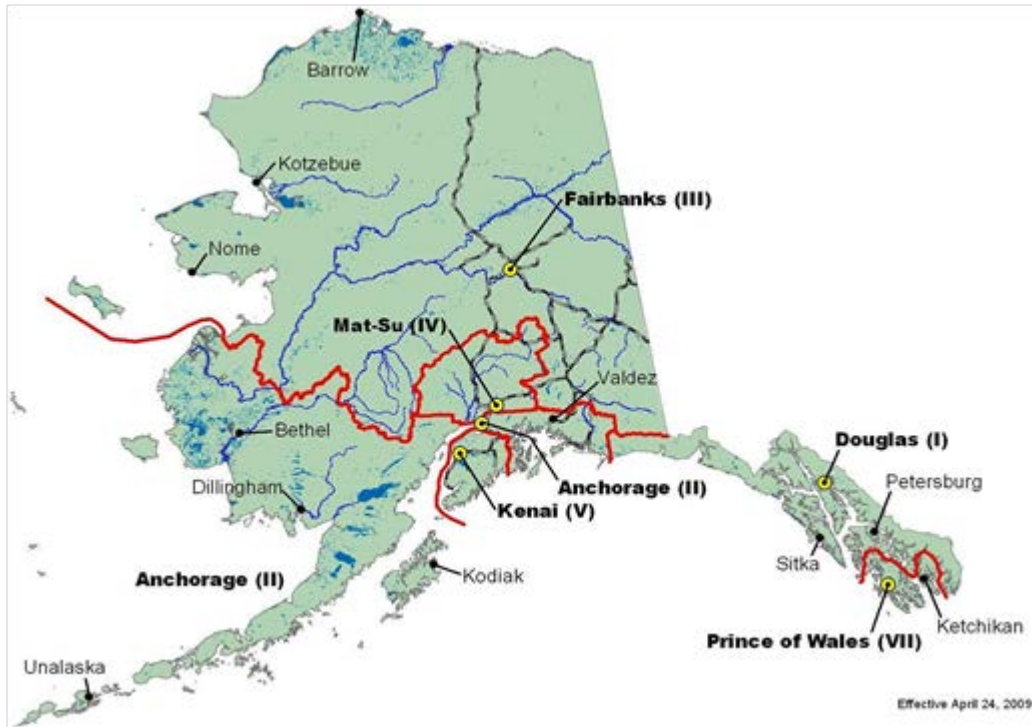 Barrow
Kotzebue
Fairbanks (III)
Nome
Mat-Su (IV)
Valdez
Bethel
Douglas (I)
Petersburg
Dillingham
Anchorage (II)
Kenai (V)
Sitka
Anchorage (II)
Kodiak
Ketchikan
Prince of Wales (VII)
Unalaska
Effective April 24, 2009